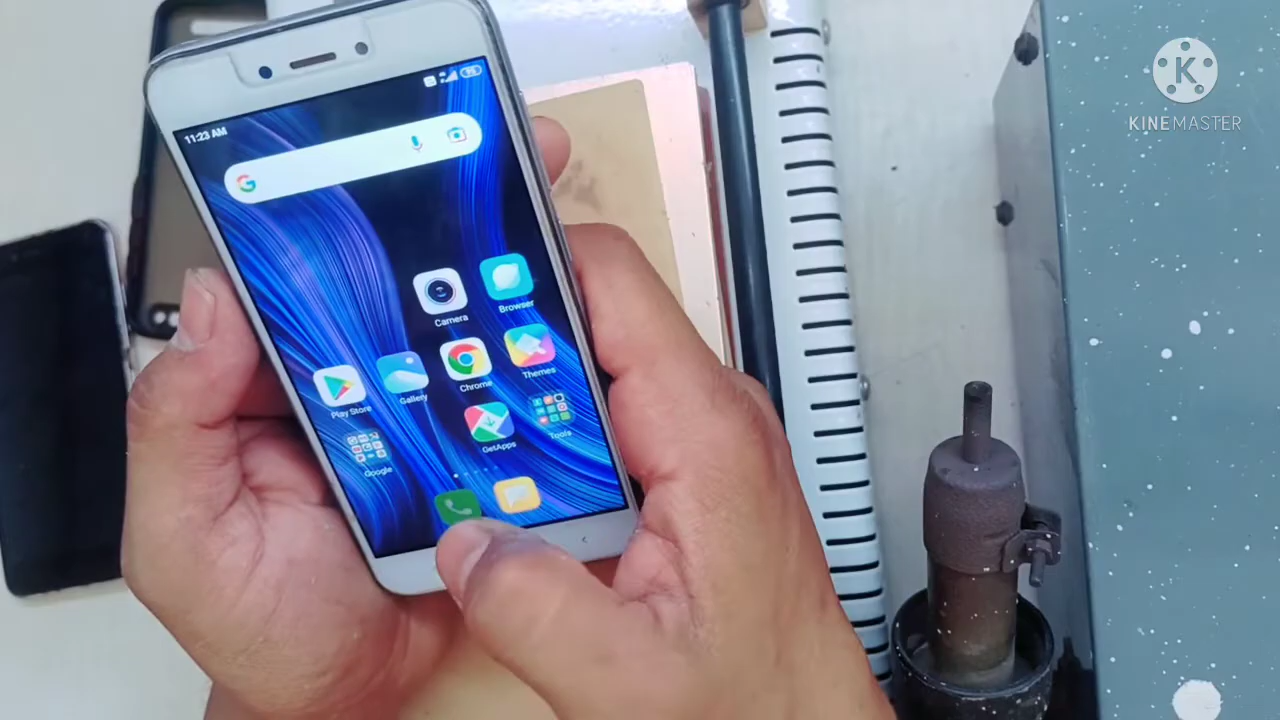 11:23 AM
Camera
Browser
Play Store
Gallery
Chrome
Themes
Google
GetApps
Tools
K
KINEMASTER